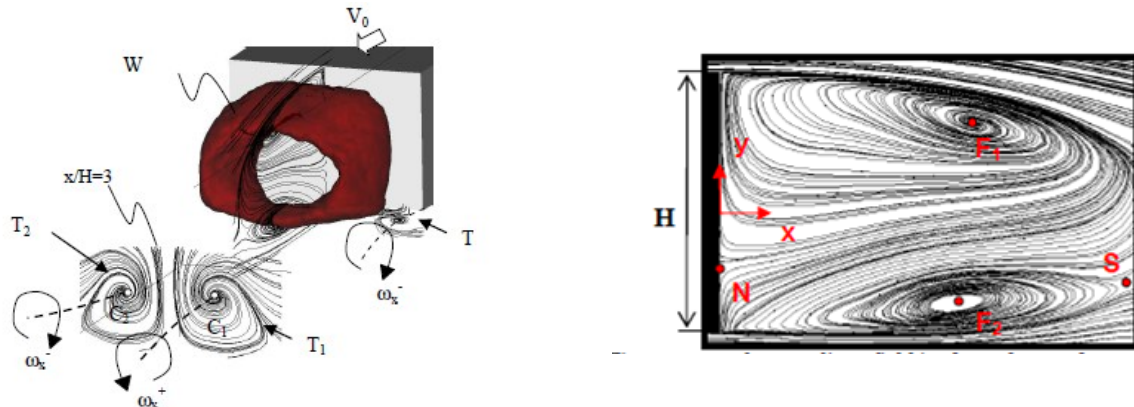 V₀
W
x/H=3
T₂
T
C₂
C₁
ωₓ⁻
T₁
ωₓ⁻
ωₓ⁺
F₁
y
H
x
S
N
F₂